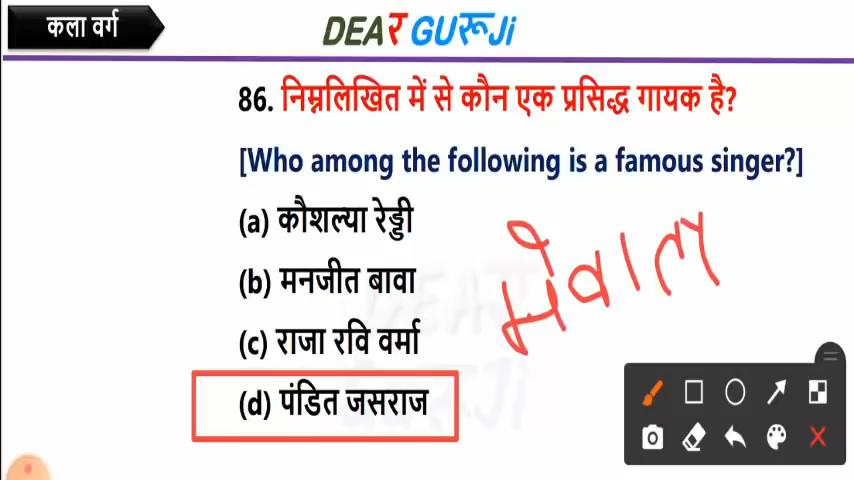 कला वर्ग
DEAर GUरूJi
86. निम्नलिखित में से कौन एक प्रसिद्ध गायक है?
[Who among the following is a famous singer?]
(a) कौशल्या रेड्डी
(b) मनजीत बावा
(c) राजा रवि वर्मा
(d) पंडित जसराज